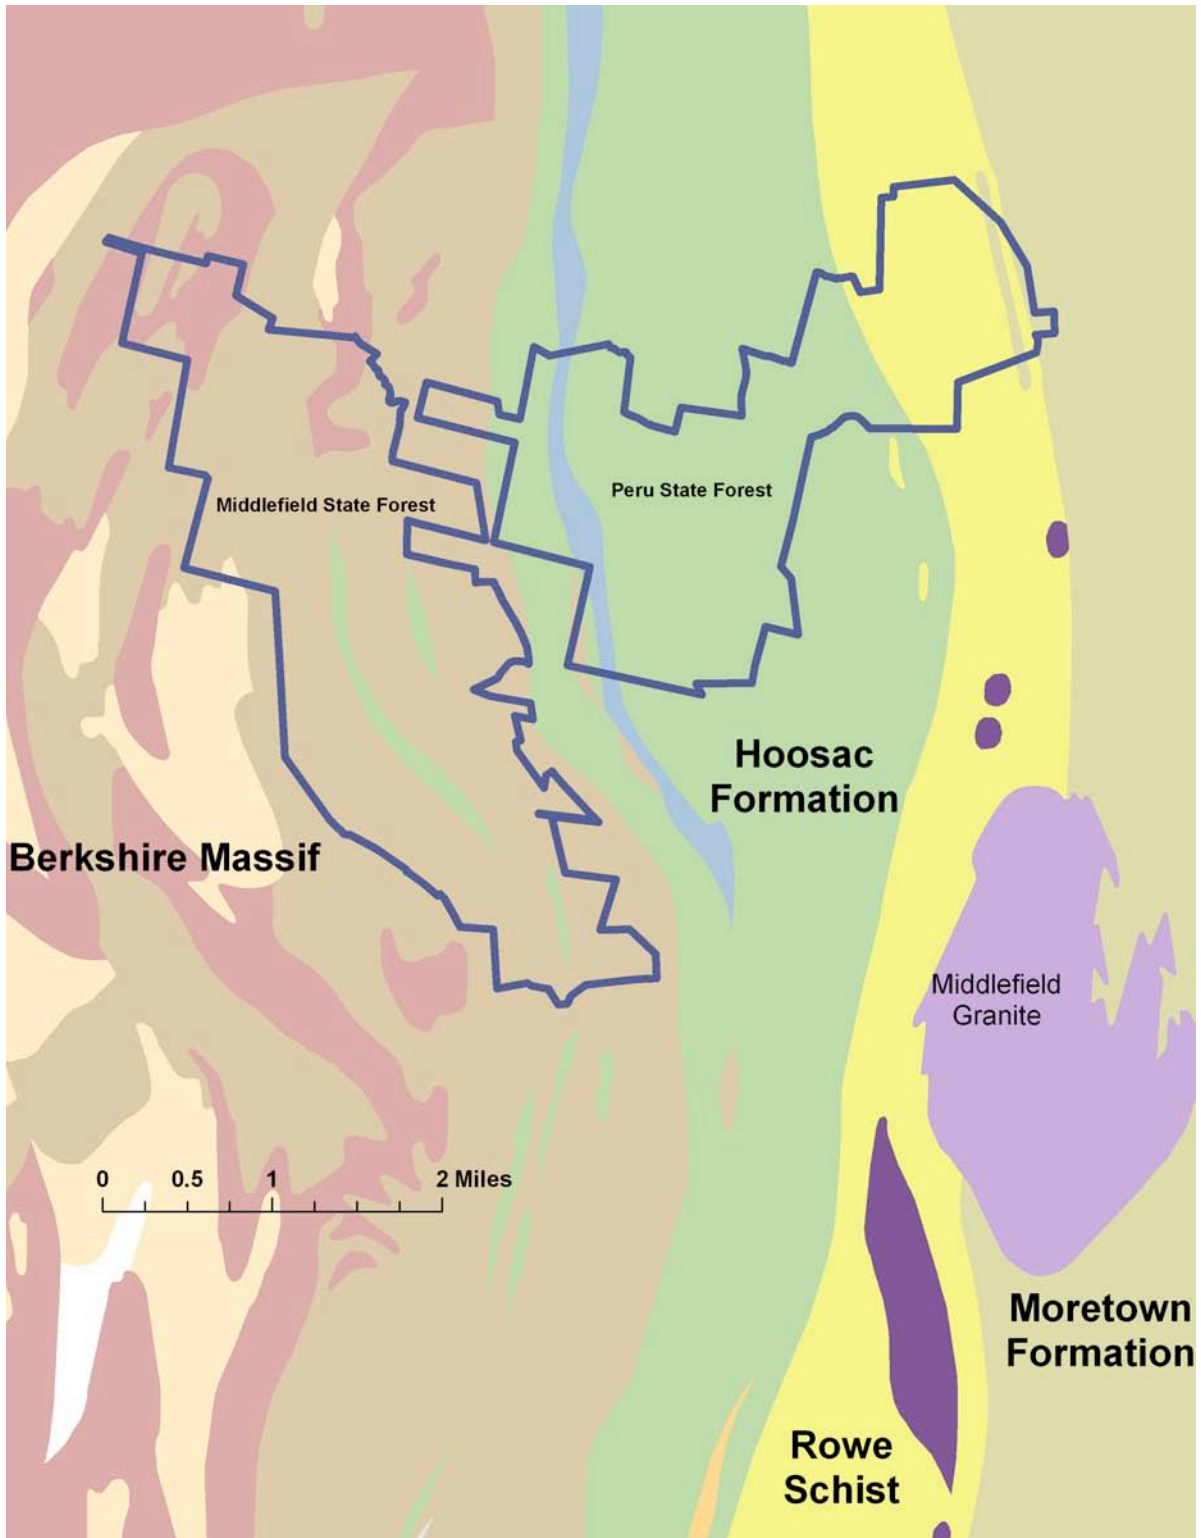 Middlefield State Forest
Peru State Forest
Hoosac
Formation
Berkshire Massif
Middlefield
Granite
0 0.5 1 2 Miles
Moretown
Formation
Rowe
Schist